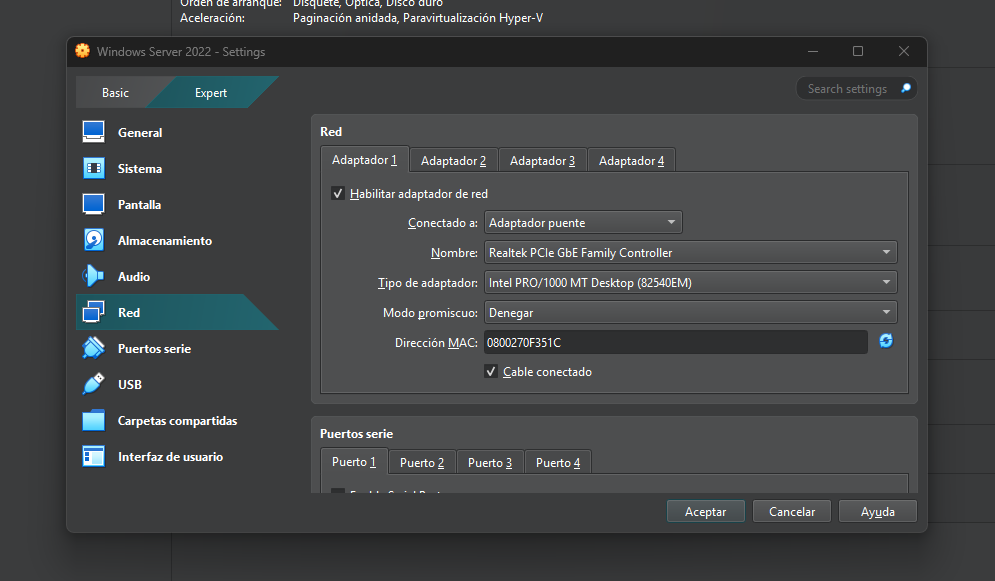 Orden de arranque: Disquete, Óptica, Disco duro
Aceleración: Paginación anidada, Paravirtualización Hyper-V
Windows Server 2022 - Settings
Basic Expert
Search settings
General
Sistema
Pantalla
Almacenamiento
Audio
Red
Puertos serie
USB
Carpetas compartidas
Interfaz de usuario
Red
Adaptador 1 Adaptador 2 Adaptador 3 Adaptador 4
Habilitar adaptador de red
Conectado a: Adaptador puente
Nombre: Realtek PCIe GbE Family Controller
Tipo de adaptador: Intel PRO/1000 MT Desktop (82540EM)
Modo promiscuo: Denegar
Dirección MAC: 0800270F351C
Cable conectado
Puertos serie
Puerto 1 Puerto 2 Puerto 3 Puerto 4
Aceptar Cancelar Ayuda